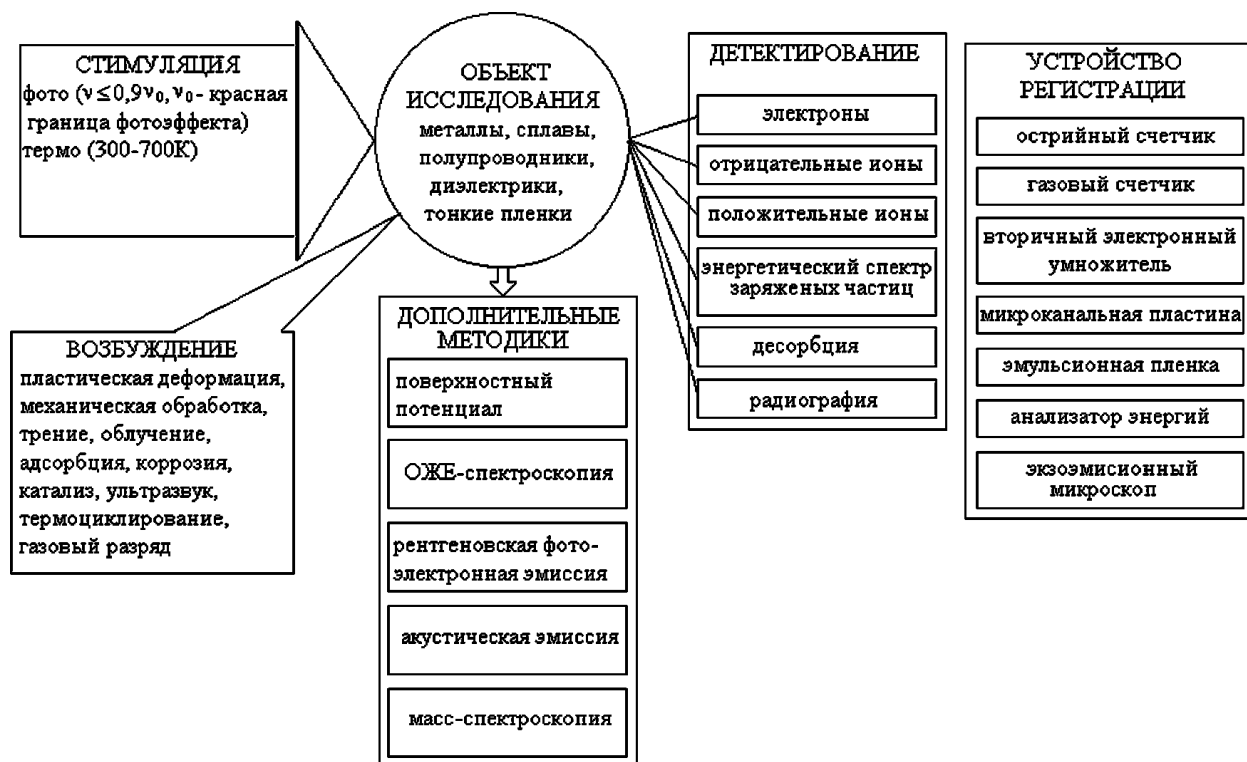 СТИМУЛЯЦИЯ
фото (ν≤0,9ν₀, ν₀- красная
граница фотоэффекта)
термо (300-700К)
ВОЗБУЖДЕНИЕ
пластическая деформация,
механическая обработка,
трение, облучение,
адсорбция, коррозия,
катализ, ультразвук,
термоциклирование,
газовый разряд
ОБЪЕКТ
ИССЛЕДОВАНИЯ
металлы, сплавы,
полупроводники,
диэлектрики,
тонкие пленки
ДОПОЛНИТЕЛЬНЫЕ
МЕТОДИКИ
поверхностный
потенциал
ОЖЕ-спектроскопия
рентгеновская фото-
электронная эмиссия
акустическая эмиссия
масс-спектроскопия
ДЕТЕКТИРОВАНИЕ
электроны
отрицательные ионы
положительные ионы
энергетический спектр
заряженых частиц
десорбция
радиография
УСТРОЙСТВО
РЕГИСТРАЦИИ
острийный счетчик
газовый счетчик
вторичный электронный
умножитель
микроканальная пластина
эмульсионная пленка
анализатор энергий
экзоэмисионный
микроскоп